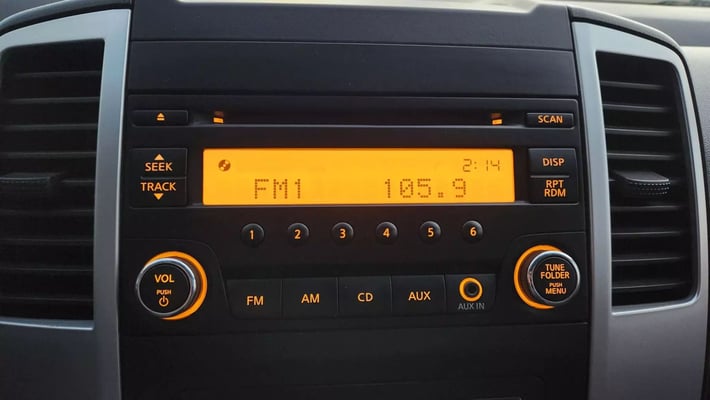 SCAN
SEEK
TRACK
2:14
FM1 105.9
DISP
RPT
RDM
1 2 3 4 5 6
VOL
PUSH
FM AM CD AUX
AUX IN
TUNE
FOLDER
PUSH
MENU